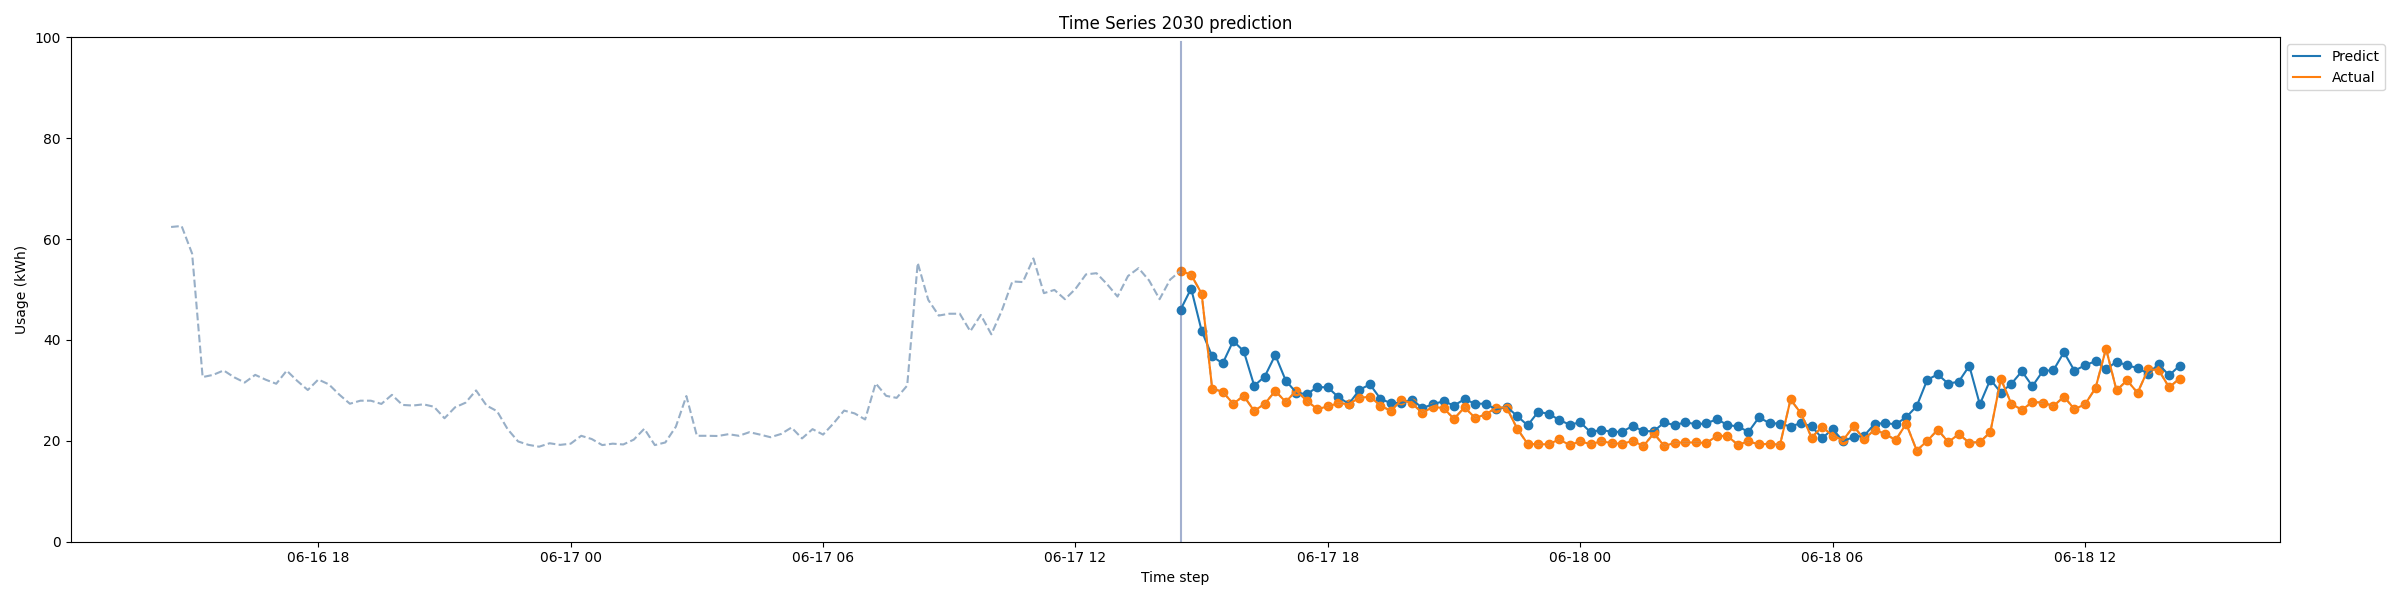 Time Series 2030 prediction
100
80
60
40
20
0
Usage (kWh)
06-16 18
06-17 00
06-17 06
06-17 12
06-17 18
06-18 00
06-18 06
06-18 12
Time step
Predict
Actual